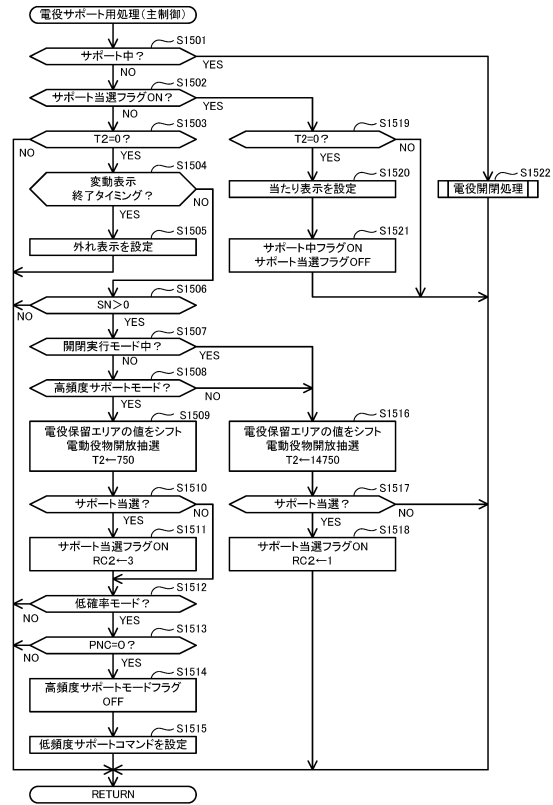 電役サポート用処理(主制御)
S1501
サポート中?
YES
NO
S1502
サポート当選フラグON?
YES
NO
S1503
T2=0?
NO
YES
S1504
変動表示
終了タイミング?
NO
YES
S1505
外れ表示を設定
S1519
T2=0?
NO
YES
S1520
当たり表示を設定
S1521
サポート中フラグON
サポート当選フラグOFF
S1522
電役開閉処理
S1506
SN>0
NO
YES
S1507
開閉実行モード中?
YES
NO
S1508
高頻度サポートモード?
NO
YES
S1509
電役保留エリアの値をシフト
電動役物開放抽選
T2←750
S1510
サポート当選?
NO
YES
S1511
サポート当選フラグON
RC2←3
S1516
電役保留エリアの値をシフト
電動役物開放抽選
T2←14750
S1517
サポート当選?
NO
YES
S1518
サポート当選フラグON
RC2←1
S1512
低確率モード?
NO
YES
S1513
PNC=0?
NO
YES
S1514
高頻度サポートモードフラグ
OFF
S1515
低頻度サポートコマンドを設定
RETURN